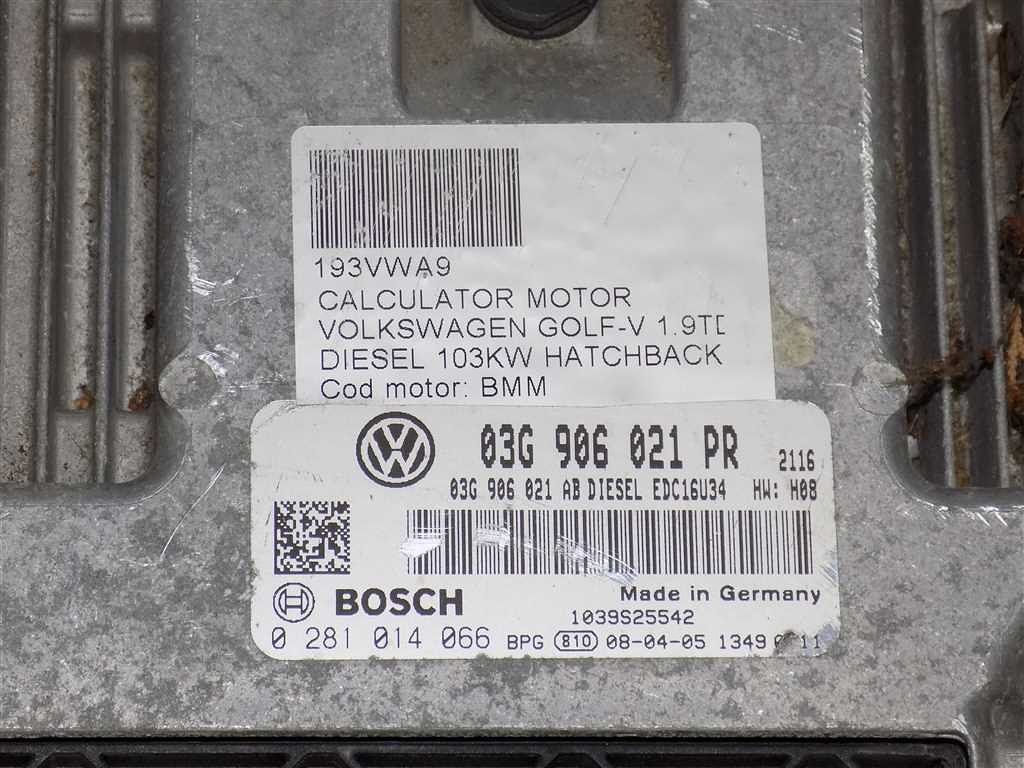 193VWA9
CALCULATOR MOTOR
VOLKSWAGEN GOLF-V 1.9TD
DIESEL 103KW HATCHBACK
Cod motor: BMM
03G 906 021 PR 2116
03G 906 021 AB DIESEL EDC16U34 HW: H08
BOSCH
Made in Germany
1039S25542
0 281 014 066 BPG 810 08-04-05 1349